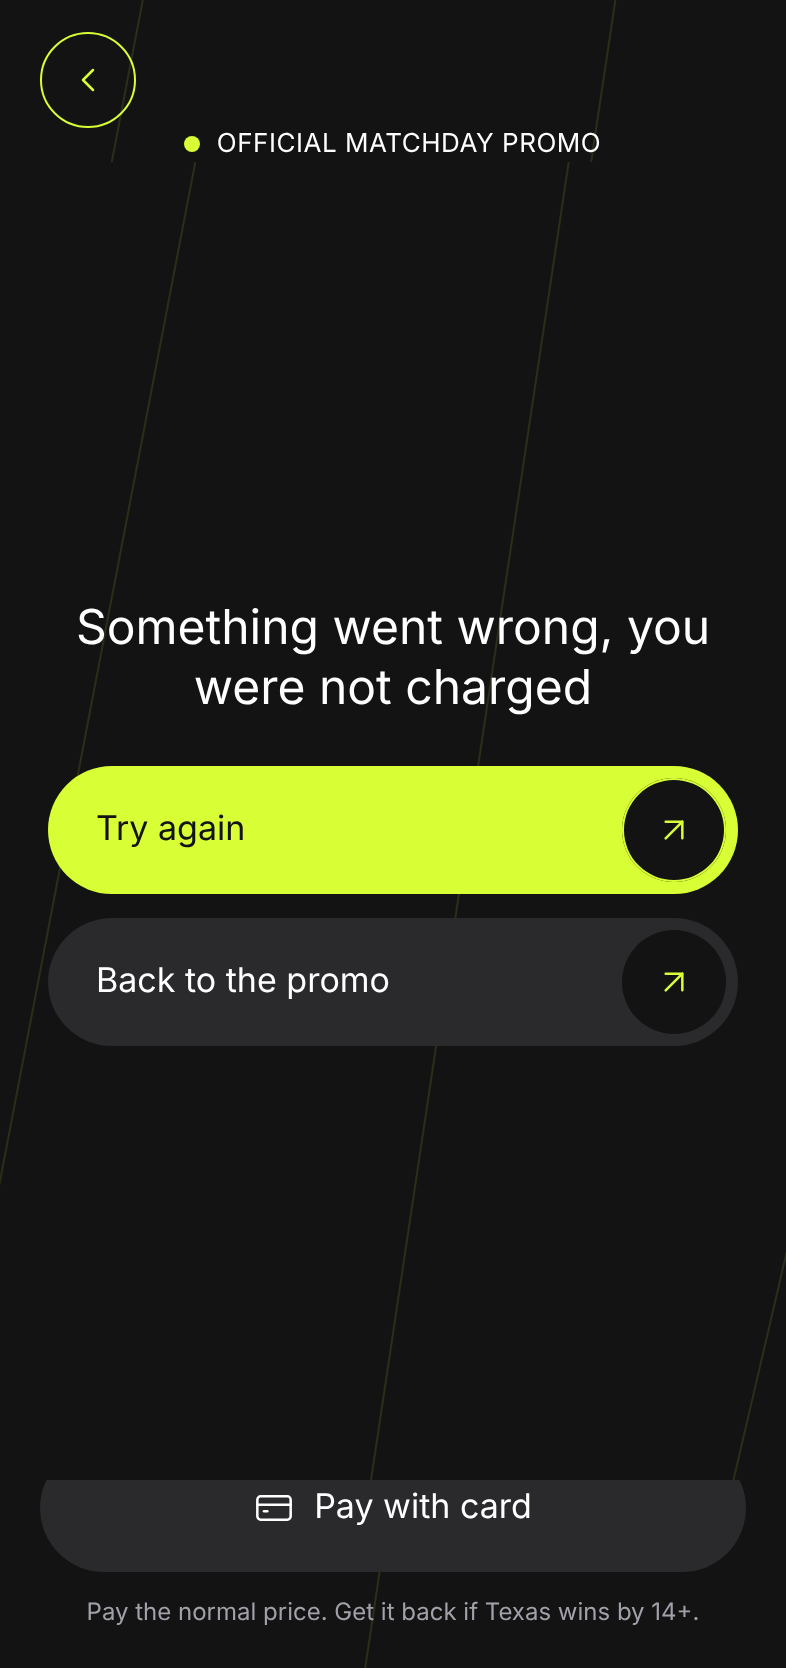 OFFICIAL MATCHDAY PROMO
Something went wrong, you
were not charged
Try again
Back to the promo
Pay with card
Pay the normal price. Get it back if Texas wins by 14+.